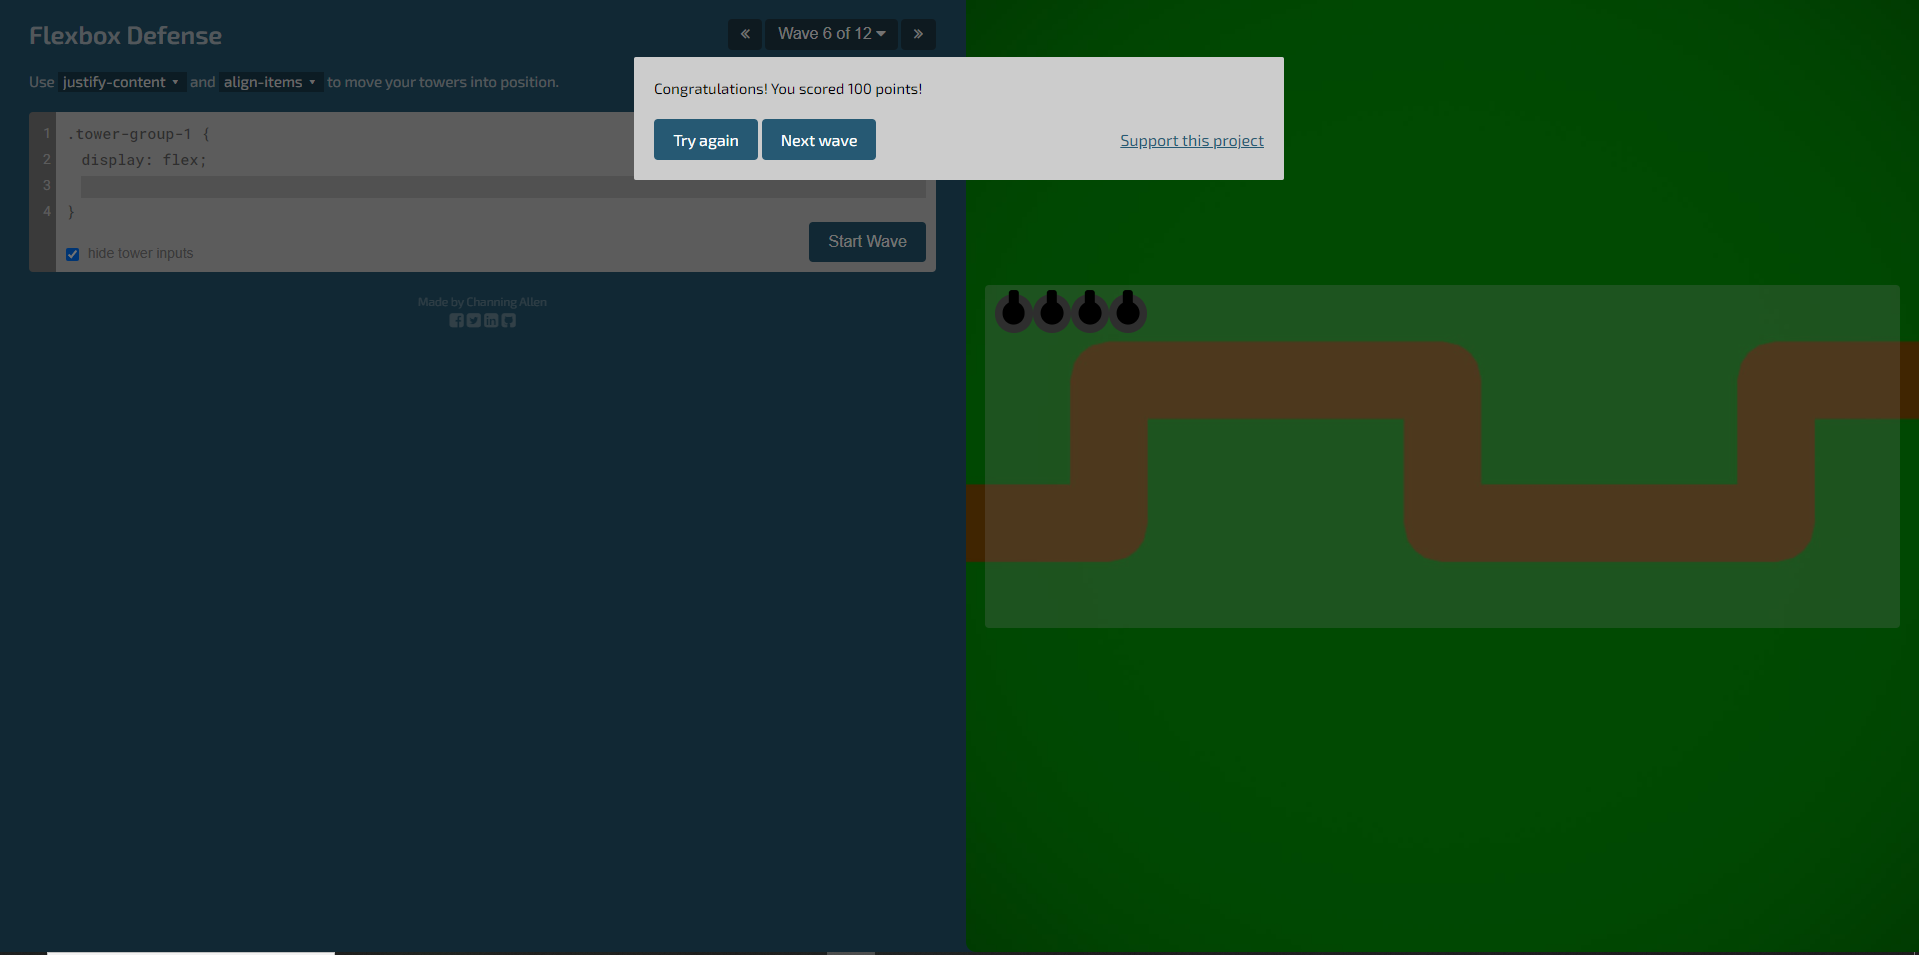 Flexbox Defense
« Wave 6 of 12 »
Use justify-content and align-items to move your towers into position.
Congratulations! You scored 100 points!
Try again Next wave Support this project
1 .tower-group-1 {
2 display: flex;
3
4 }
hide tower inputs
Start Wave
Made by Channing Allen